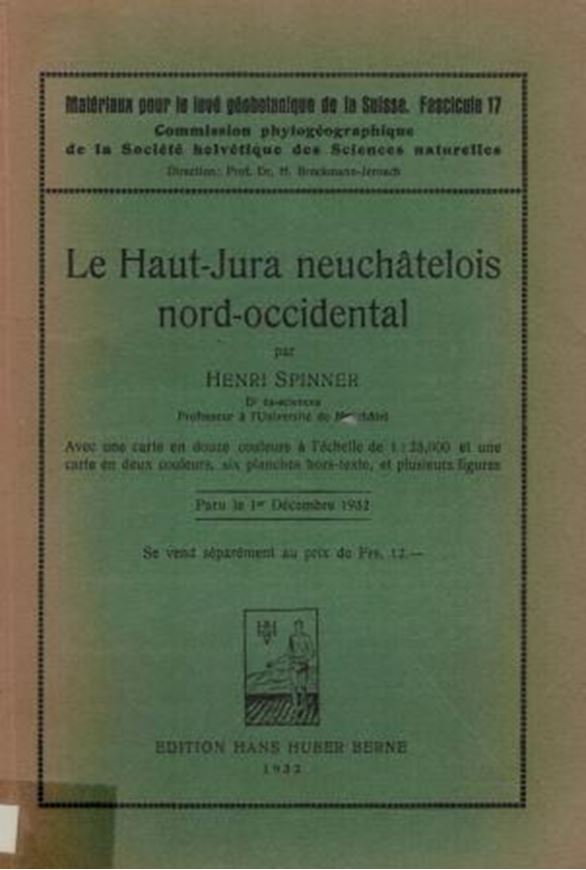 Matériaux pour le levé géobotanique de la Suisse. Fascicule 17
Commission phytogéographique
de la Société helvétique des Sciences naturelles
Direction: Prof. Dr. H. Brockmann-Jerosch
Le Haut-Jura neuchâtelois
nord-occidental
par
HENRI SPINNER
Dr ès-sciences
Professeur à l'Université de Neuchâtel
Avec une carte en douze couleurs à l'échelle de 1 : 25,000 et une
carte en deux couleurs, six planches hors-texte, et plusieurs figures
Paru le 1er Décembre 1932
Se vend séparément au prix de Frs. 12.—
EDITION HANS HUBER BERNE
1932